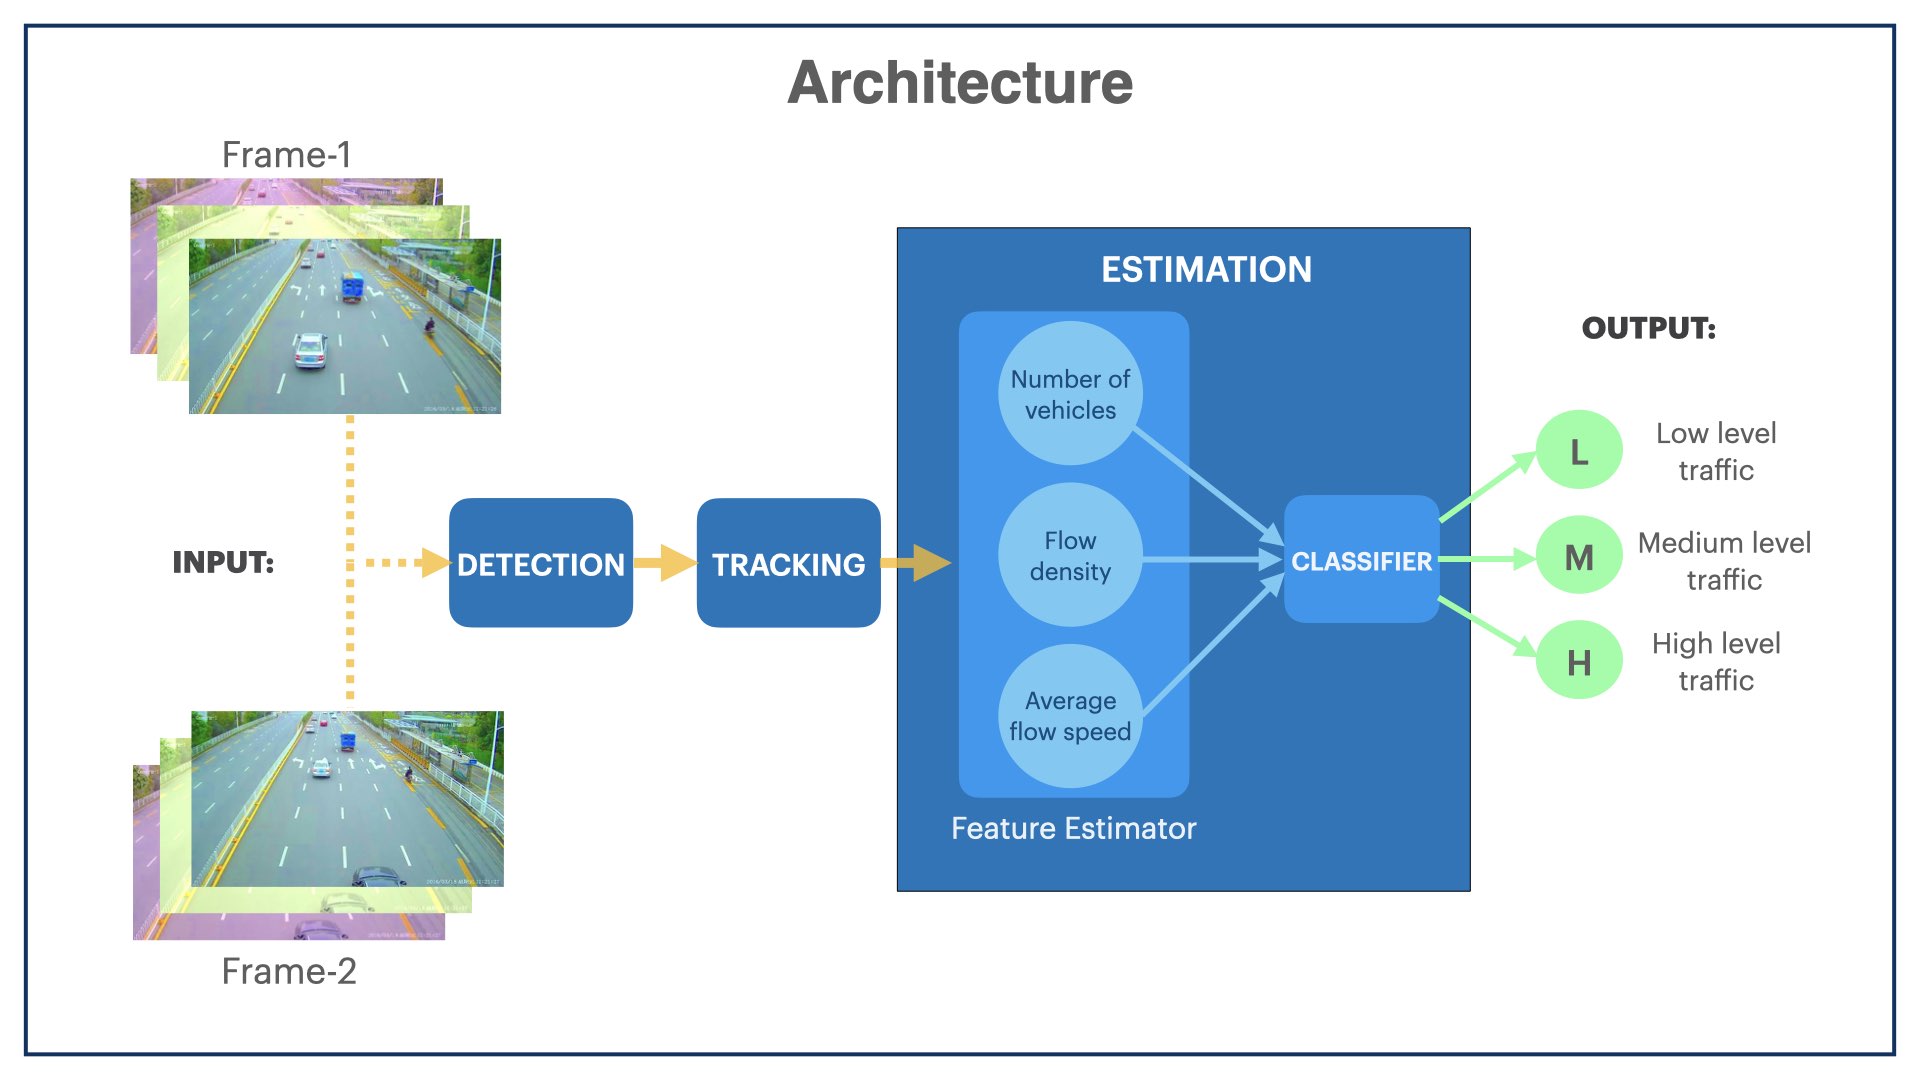 Architecture
Frame-1
INPUT:
Frame-2
DETECTION
TRACKING
ESTIMATION
Number of
vehicles
Flow
density
Average
flow speed
Feature Estimator
CLASSIFIER
OUTPUT:
L
Low level
traffic
M
Medium level
traffic
H
High level
traffic